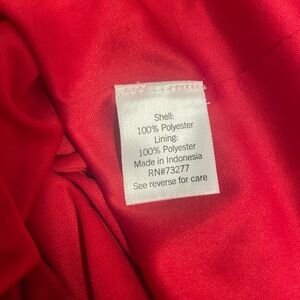 Shell:
100% Polyester
Lining:
100% Polyester
Made in Indonesia
RN#73277
See reverse for care